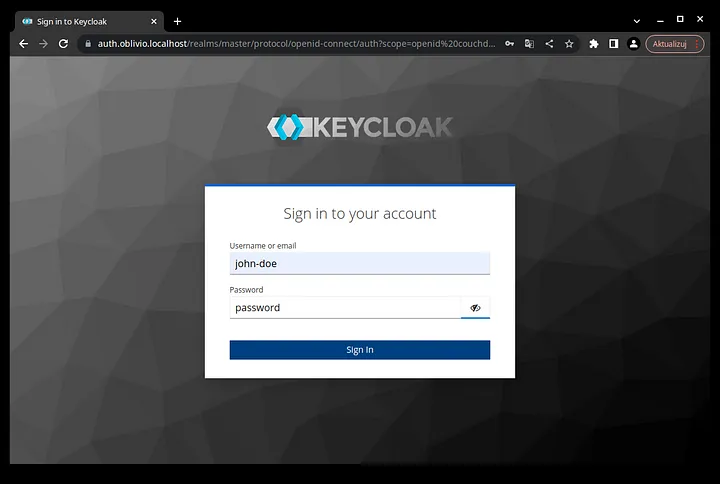 Sign in to Keycloak
auth.oblivio.localhost/realms/master/protocol/openid-connect/auth?scope=openid%20couchd...
Aktualizuj
KEYCLOAK
Sign in to your account
Username or email
john-doe
Password
password
Sign In